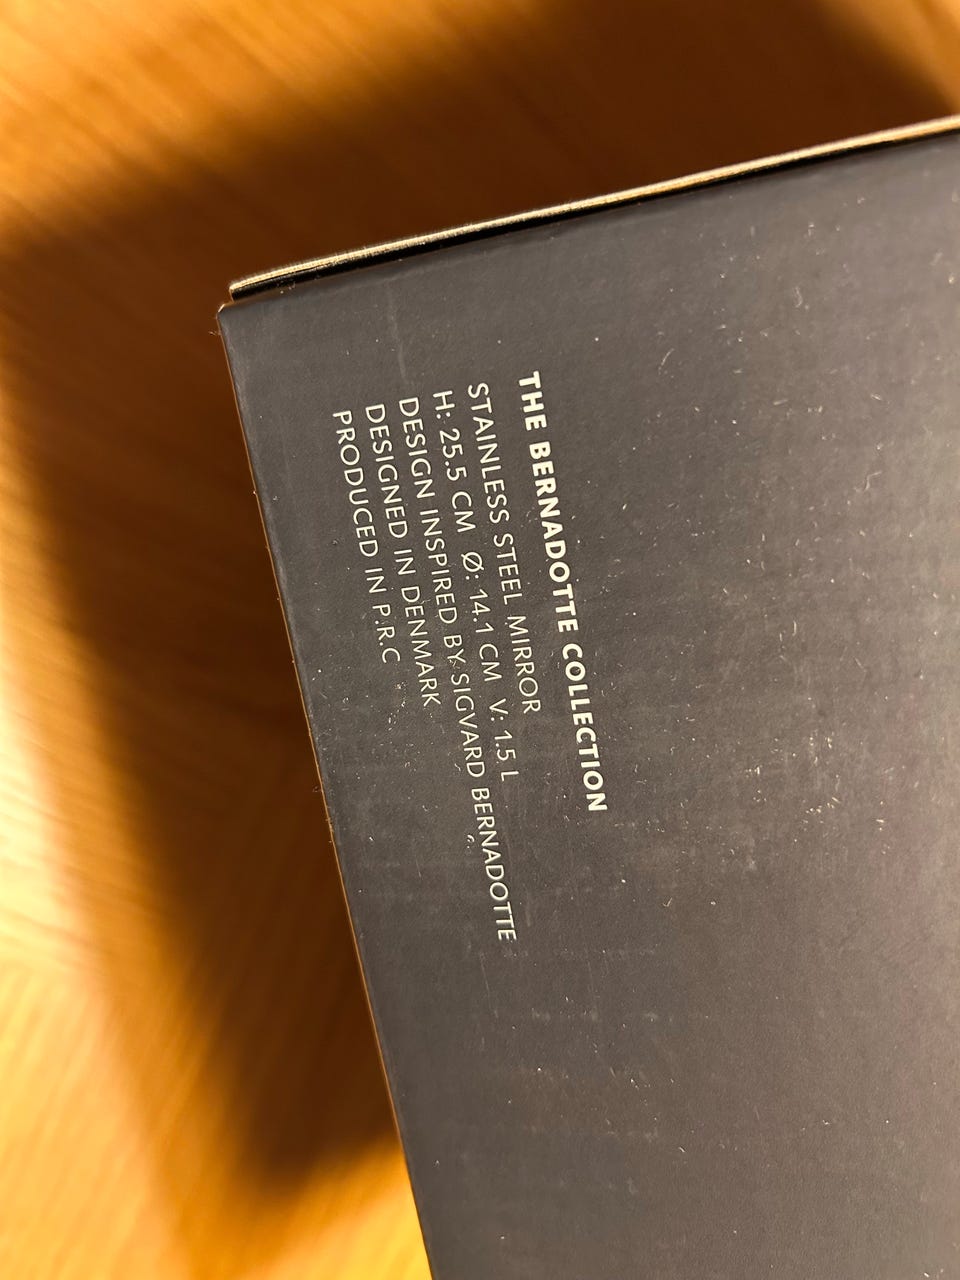 THE BERNADOTTE COLLECTION
STAINLESS STEEL MIRROR
H: 25.5 CM Ø: 14.1 CM V: 1.5 L
DESIGN INSPIRED BY SIGVARD BERNADOTTE
DESIGNED IN DENMARK
PRODUCED IN P.R.C